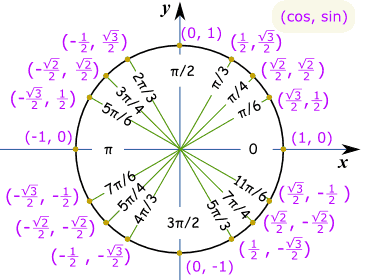 y
(cos, sin)
(0, 1)
(-1/2, √3/2)
(1/2, √3/2)
(-√2/2, √2/2)
(√2/2, √2/2)
(-√3/2, 1/2)
(√3/2, 1/2)
π/2
2π/3
π/3
3π/4
π/4
5π/6
π/6
(-1, 0)
π
0
(1, 0)
x
7π/6
11π/6
5π/4
7π/4
4π/3
5π/3
3π/2
(-√3/2, -1/2)
(√3/2, -1/2)
(-√2/2, -√2/2)
(√2/2, -√2/2)
(-1/2, -√3/2)
(1/2, -√3/2)
(0, -1)